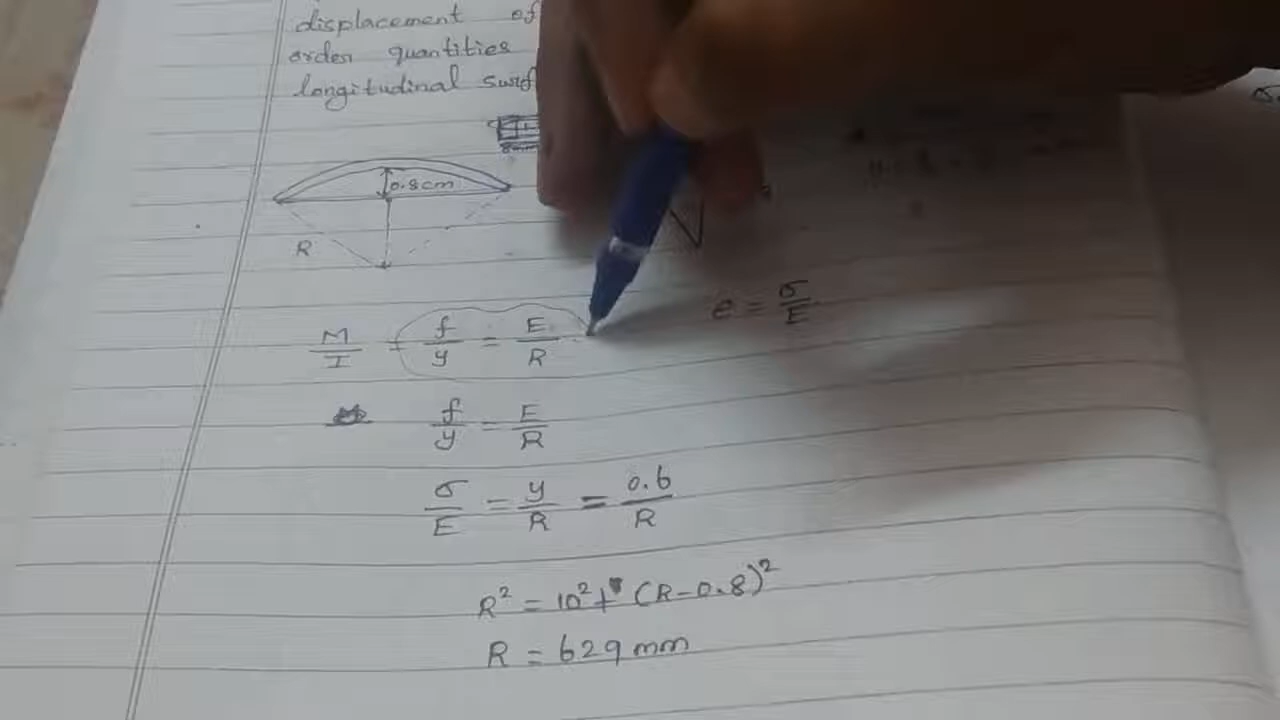 displacement of
order quantities
longitudinal surf
0.8cm
R
M/I = f/y = E/R
e = σ/E
f/y = E/R
σ/E = y/R = 0.6/R
R² = 10² + (R-0.8)²
R = 629 mm